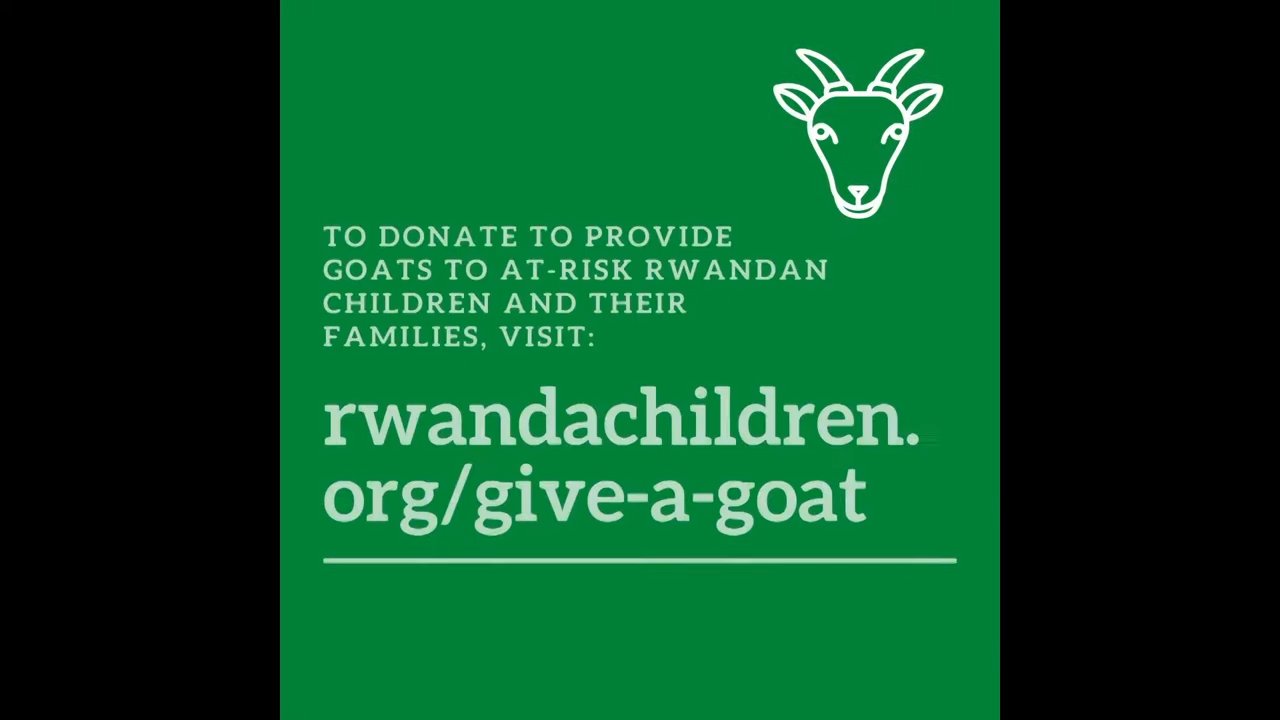 TO DONATE TO PROVIDE
GOATS TO AT-RISK RWANDAN
CHILDREN AND THEIR
FAMILIES, VISIT:
rwandachildren.
org/give-a-goat